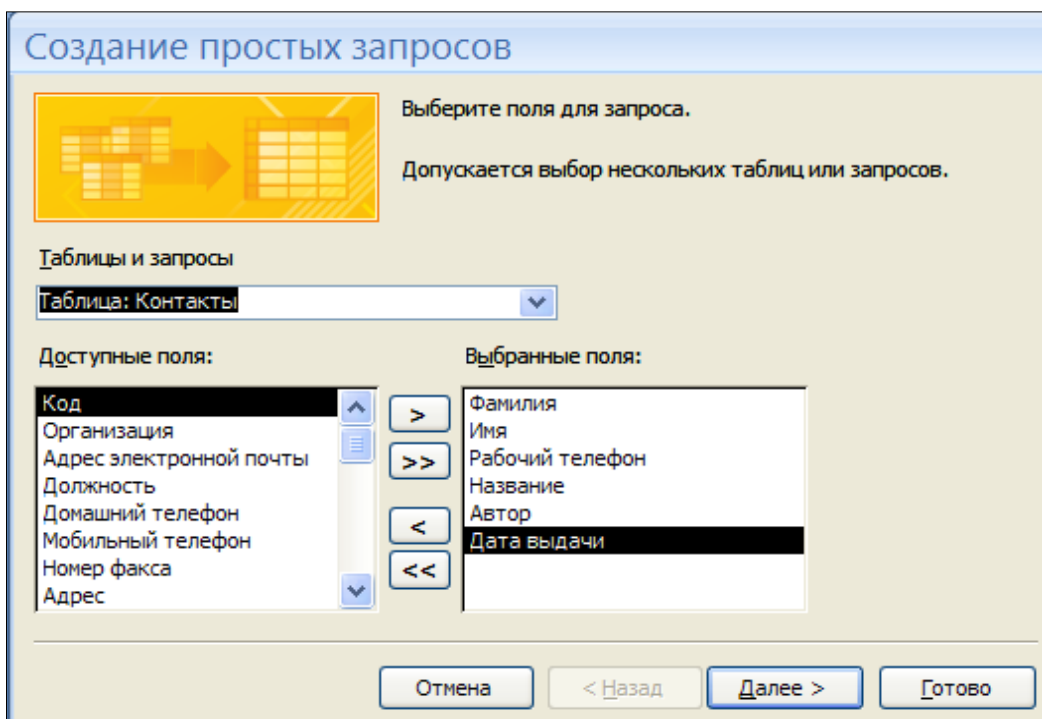 Создание простых запросов
Выберите поля для запроса.
Допускается выбор нескольких таблиц или запросов.
Таблицы и запросы
Таблица: Контакты
Доступные поля:
Выбранные поля:
Код
Организация
Адрес электронной почты
Должность
Домашний телефон
Мобильный телефон
Номер факса
Адрес
>
>>
<
<<
Фамилия
Имя
Рабочий телефон
Название
Автор
Дата выдачи
Отмена
< Назад
Далее >
Готово